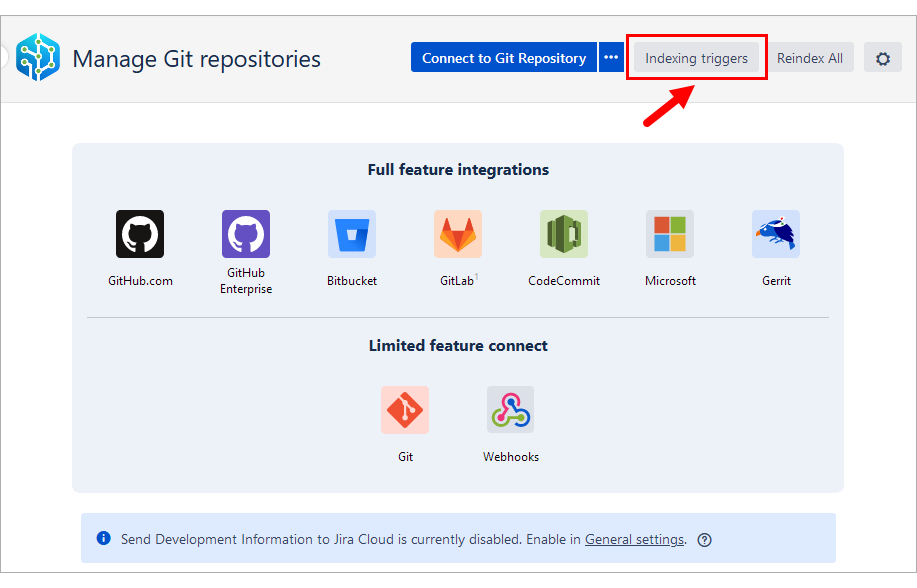 Manage Git repositories
Connect to Git Repository ••• Indexing triggers Reindex All
Full feature integrations
GitHub.com GitHub Enterprise Bitbucket GitLab¹ CodeCommit Microsoft Gerrit
Limited feature connect
Git Webhooks
Send Development Information to Jira Cloud is currently disabled. Enable in General settings. ?